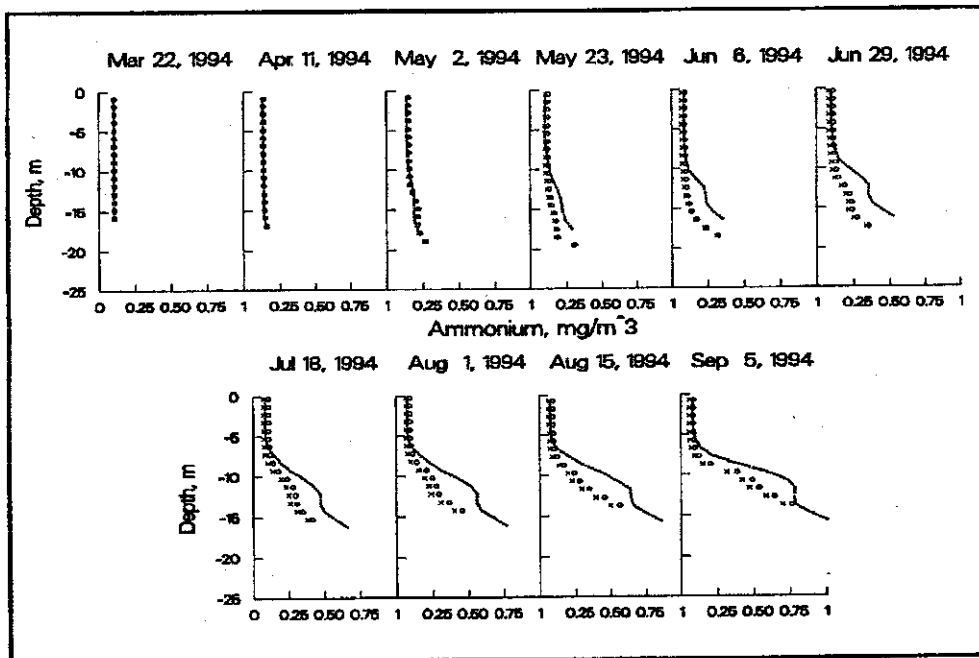 Mar 22, 1994 Apr 11, 1994 May 2, 1994 May 23, 1994 Jun 6, 1994 Jun 29, 1994
Depth, m
0
-5
-10
-15
-20
-25
0 0.25 0.50 0.75 1 0.25 0.50 0.75 1 0.25 0.50 0.75 1 0.25 0.50 0.75 1 0.25 0.50 0.75 1 0.25 0.50 0.75 1
Ammonium, mg/m^3
Jul 18, 1994 Aug 1, 1994 Aug 15, 1994 Sep 5, 1994
Depth, m
0
-5
-10
-15
-20
-25
0 0.25 0.50 0.75 1 0.25 0.50 0.75 1 0.25 0.50 0.75 1 0.25 0.50 0.75 1